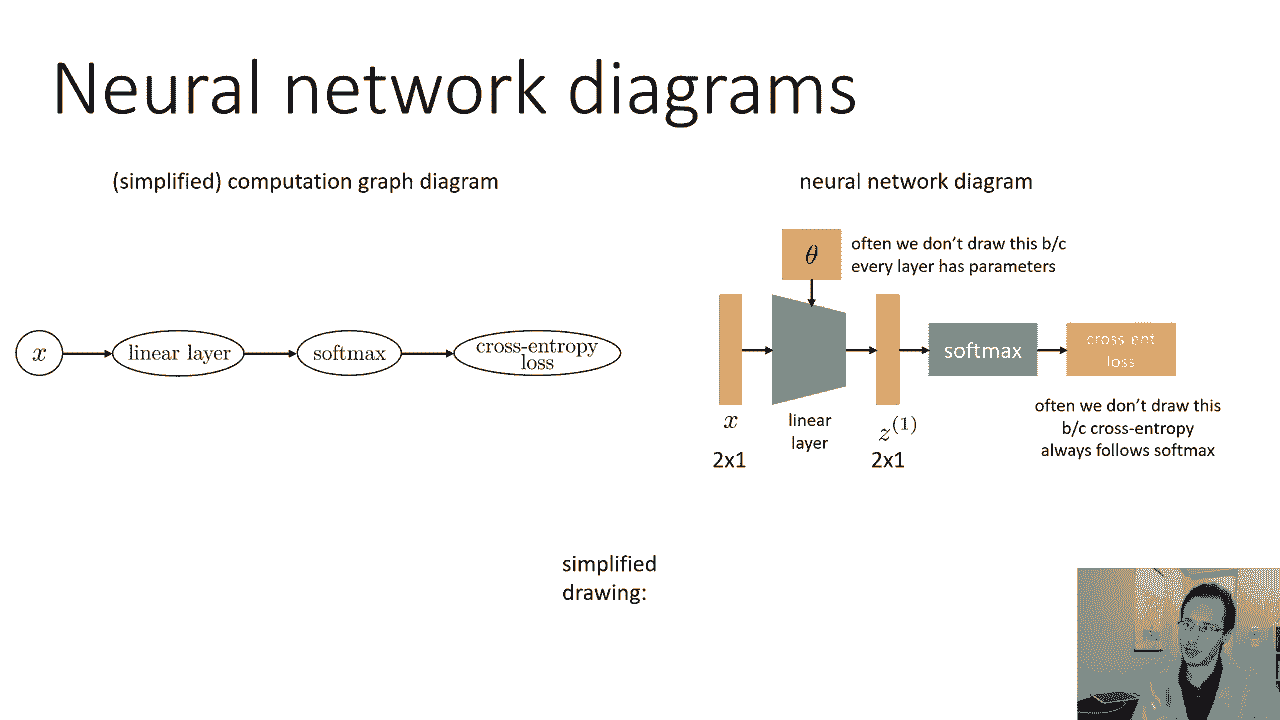 Neural network diagrams
(simplified) computation graph diagram
x
linear layer
softmax
cross-entropy
loss
neural network diagram
θ
often we don’t draw this b/c
every layer has parameters
x
2x1
linear
layer
z(1)
2x1
softmax
cross-ent
loss
often we don’t draw this
b/c cross-entropy
always follows softmax
simplified
drawing: